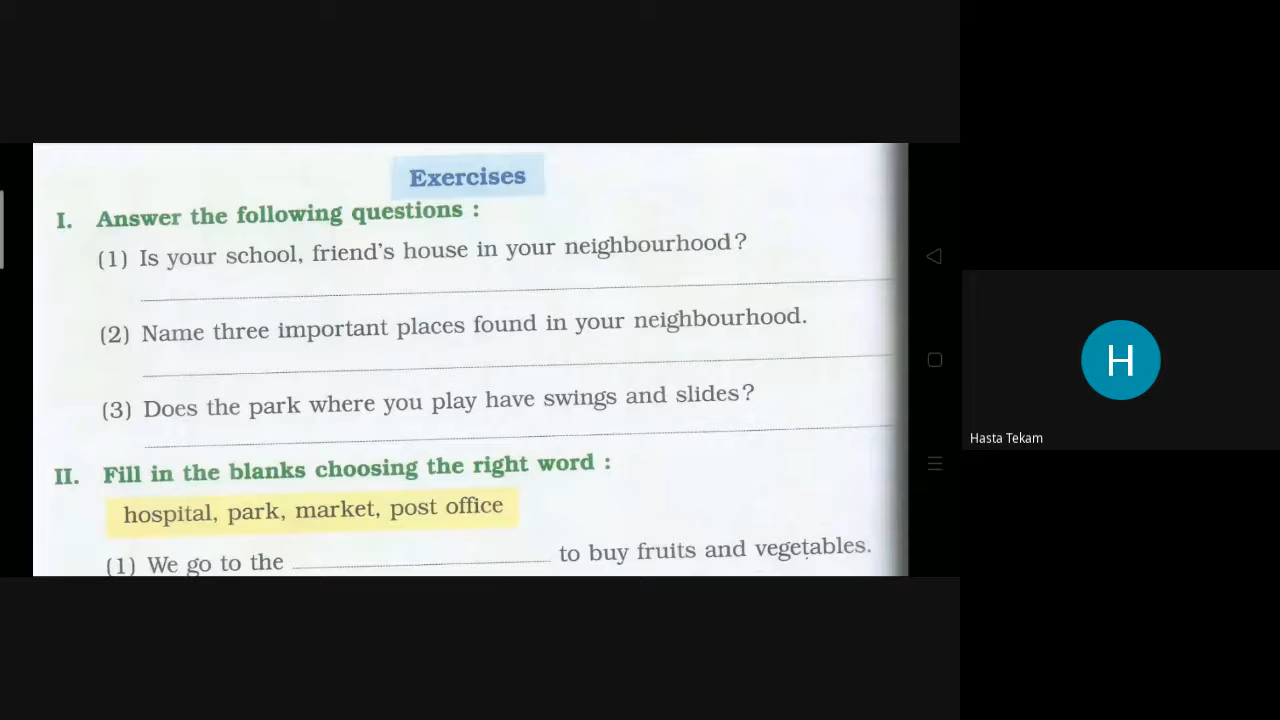 Exercises
I. Answer the following questions :
(1) Is your school, friend's house in your neighbourhood?
(2) Name three important places found in your neighbourhood.
(3) Does the park where you play have swings and slides?
II. Fill in the blanks choosing the right word :
hospital, park, market, post office
(1) We go to the to buy fruits and vegetables.
H
Hasta Tekam